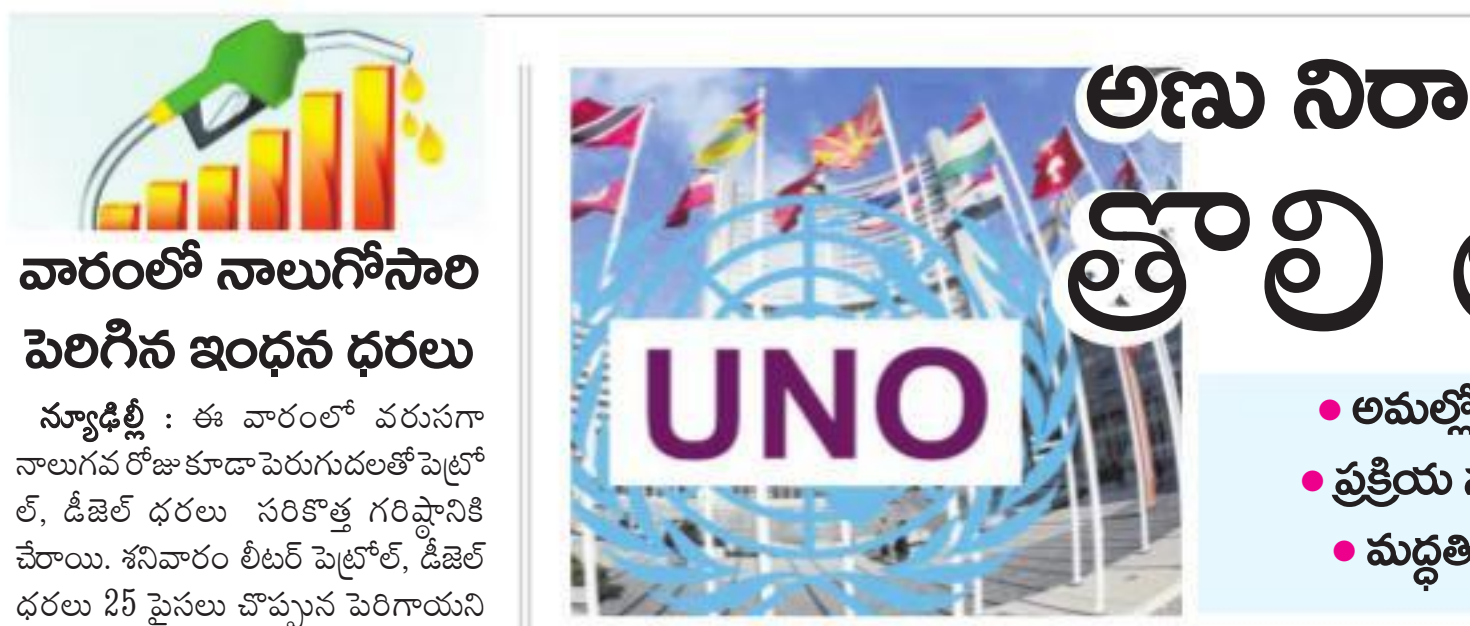 వారంలో నాలుగోసారి
పెరిగిన ఇంధన ధరలు
న్యూఢిల్లీ : ఈ వారంలో వరుసగా
నాలుగవ రోజు కూడా పెరుగుదలతో పెట్రో
ల్, డీజెల్ ధరలు సరికొత్త గరిష్ఠానికి
చేరాయి. శనివారం లీటర్ పెట్రోల్, డీజెల్
ధరలు 25 పైసలు చొప్పున పెరిగాయని
UNO
అణు నిరా
తొలి
• అమల్లో
• ప్రక్రియ
• మద్ధతి